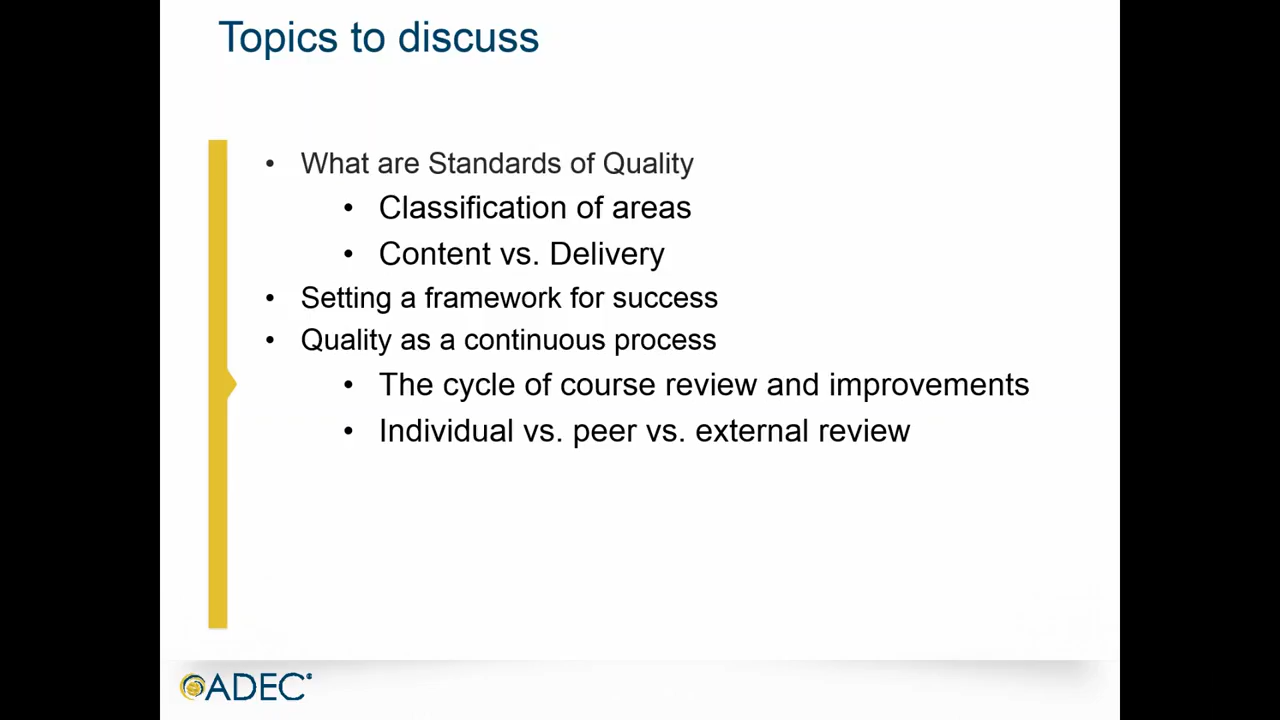 Topics to discuss
• What are Standards of Quality
• Classification of areas
• Content vs. Delivery
• Setting a framework for success
• Quality as a continuous process
• The cycle of course review and improvements
• Individual vs. peer vs. external review
ADEC